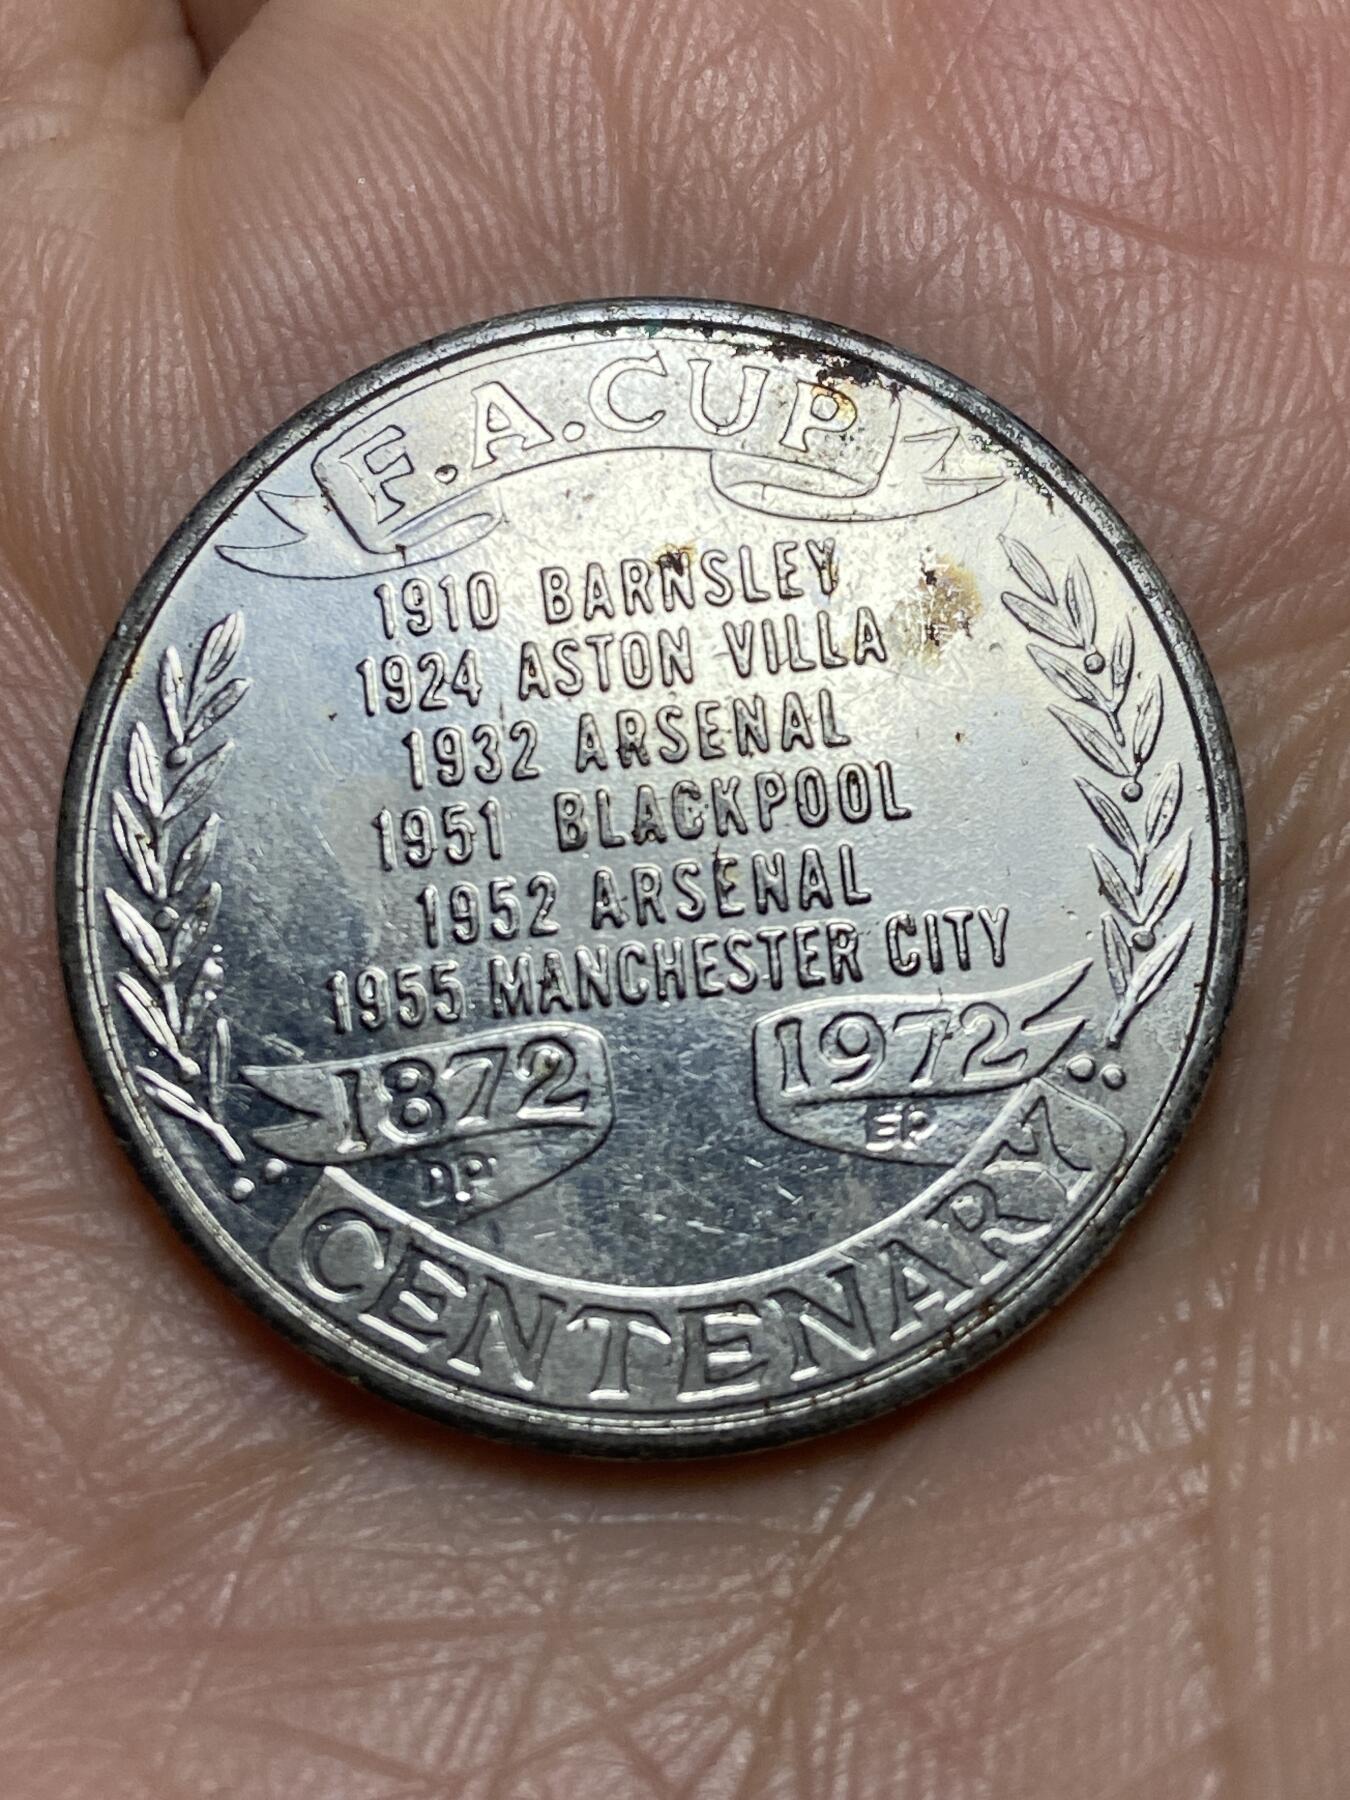 F.A.CUP
1910 BARNSLEY
1924 ASTON VILLA
1932 ARSENAL
1951 BLACKPOOL
1952 ARSENAL
1955 MANCHESTER CITY
1872 1972
DP EP
CENTENARY